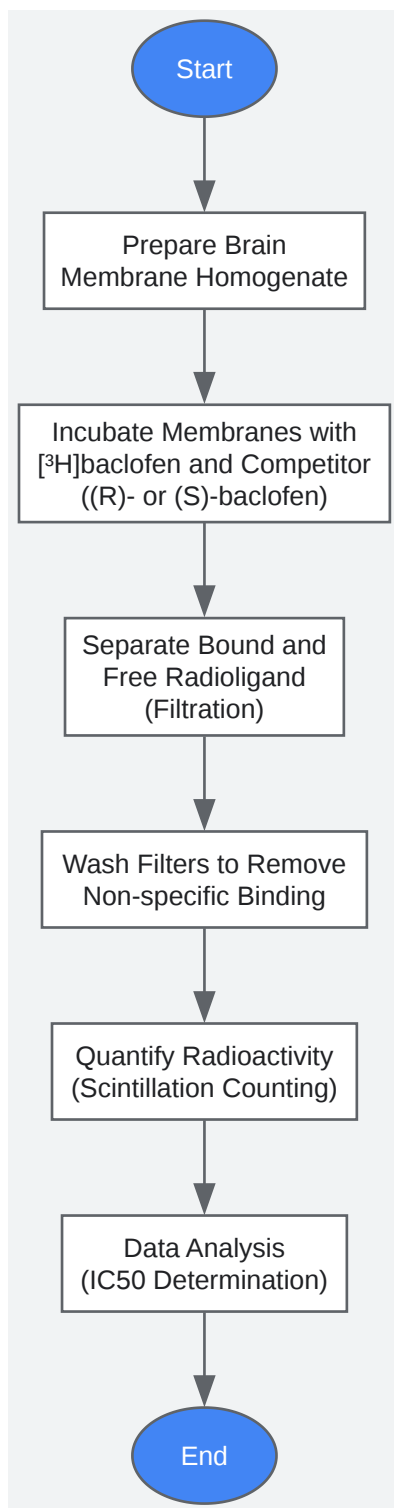 Start
Prepare Brain
Membrane Homogenate
Incubate Membranes with
[³H]baclofen and Competitor
((R)- or (S)-baclofen)
Separate Bound and
Free Radioligand
(Filtration)
Wash Filters to Remove
Non-specific Binding
Quantify Radioactivity
(Scintillation Counting)
Data Analysis
(IC50 Determination)
End